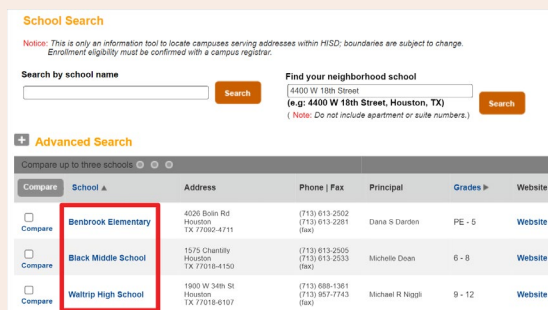 School Search
Notice: This is only an information tool to locate campuses serving addresses within HISD; boundaries are subject to change.
Enrollment eligibility must be confirmed with a campus registrar.
Search by school name
Search
Find your neighborhood school
4400 W 18th Street
(e.g: 4400 W 18th Street, Houston, TX)
( Note: Do not include apartment or suite numbers.)
Search
Advanced Search
Compare up to three schools
Compare School Address Phone | Fax Principal Grades Website
Compare Benbrook Elementary 4026 Bolin Rd Houston TX 77092-4711 (713) 613-2502 (713) 613-2281 (fax) Dana S Darden PE - 5 Website
Compare Black Middle School 1575 Chantilly Houston TX 77018-4150 (713) 613-2505 (713) 613-2533 (fax) Michelle Dean 6 - 8 Website
Compare Waltrip High School 1900 W 34th St Houston TX 77018-6107 (713) 688-1361 (713) 957-7743 (fax) Michael R Niggli 9 - 12 Website